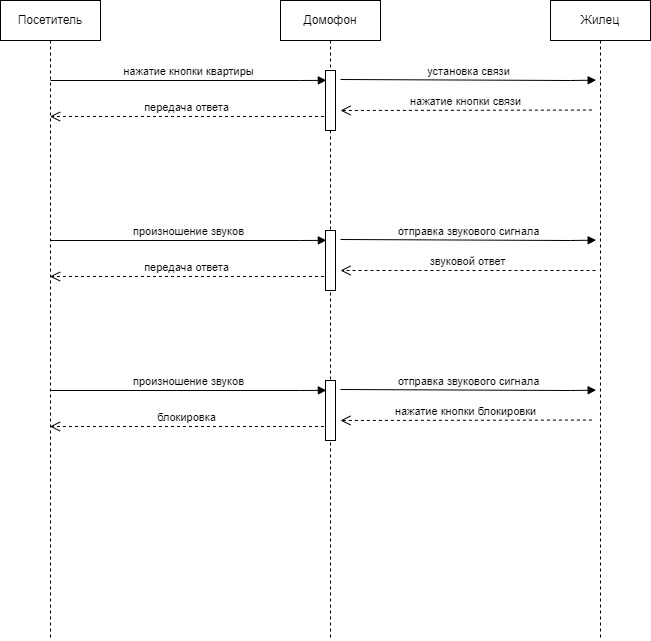 Посетитель
Домофон
Жилец
нажатие кнопки квартиры
установка связи
нажатие кнопки связи
передача ответа
произношение звуков
отправка звукового сигнала
звуковой ответ
передача ответа
произношение звуков
отправка звукового сигнала
нажатие кнопки блокировки
блокировка